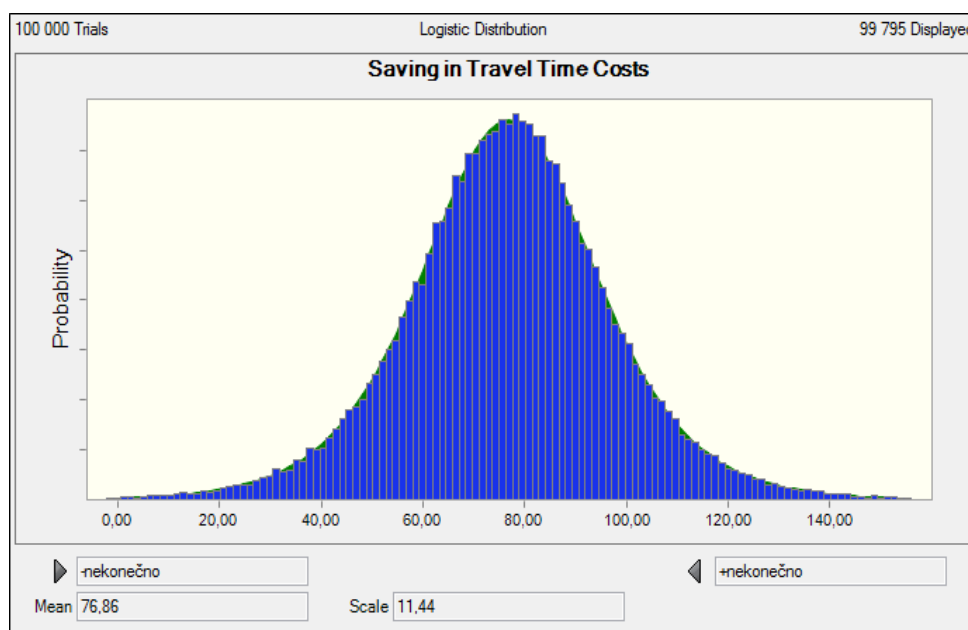 100 000 Trials Logistic Distribution 99 795 Displayed
Saving in Travel Time Costs
Probability
0,00 20,00 40,00 60,00 80,00 100,00 120,00 140,00
-nekonečno +nekonečno
Mean 76,86 Scale 11,44